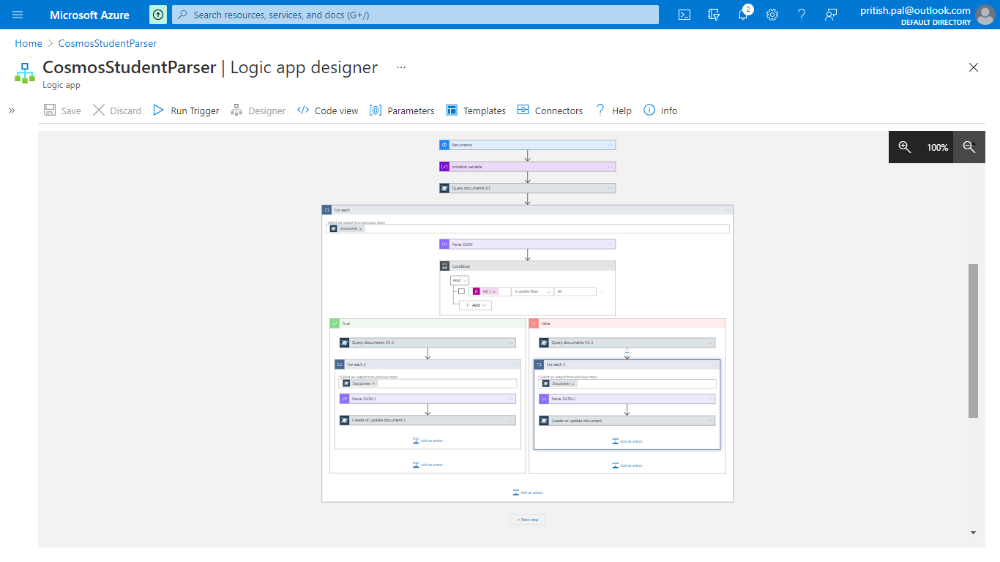 Microsoft Azure
Search resources, services, and docs (G+/)
2
pritish.pal@outlook.com
DEFAULT DIRECTORY
Home > CosmosStudentParser
CosmosStudentParser | Logic app designer ...
Logic app
Save Discard Run Trigger Designer Code view Parameters Templates Connectors Help Info
100%
Recurrence
Initialize variable
Query documents V3
For each
* Select an output from previous steps
Documents x
Parse JSON
Condition
And
int(...) x is greater than 69
+ Add
True
False
Query documents V3 2
Query documents V3 3
For each 2
For each 3
* Select an output from previous steps
* Select an output from previous steps
Documents x
Documents x
Parse JSON 3
Parse JSON 2
Create or update document 2
Create or update document
Add an action
Add an action
Add an action
Add an action
Add an action
+ New step